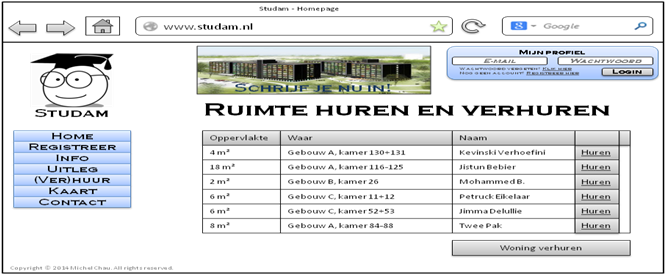 Studam - Homepage
www.studam.nl
8 - Google
Schrijf je nu in!
Mijn profiel
E-mail Wachtwoord
Wachtwoord vergeten? Klik hier
Nog geen account? Registreer hier
Login
Studam
Ruimte huren en verhuren
Home
Registreer
Info
Uitleg
(Ver)huur
Kaart
Contact
Oppervlakte Waar Naam
4 m² Gebouw A, kamer 130+131 Kevinski Verhoefini Huren
18 m² Gebouw A, kamer 116-125 Jistun Bebier Huren
2 m² Gebouw B, kamer 26 Mohammed B. Huren
6 m² Gebouw C, kamer 11+12 Petruck Eikelaar Huren
6 m² Gebouw C, kamer 52+53 Jimma Delullie Huren
8 m² Gebouw A, kamer 84-88 Twee Pak Huren
Woning verhuren
Copyright © 2014 Michel Chau. All rights reserved.